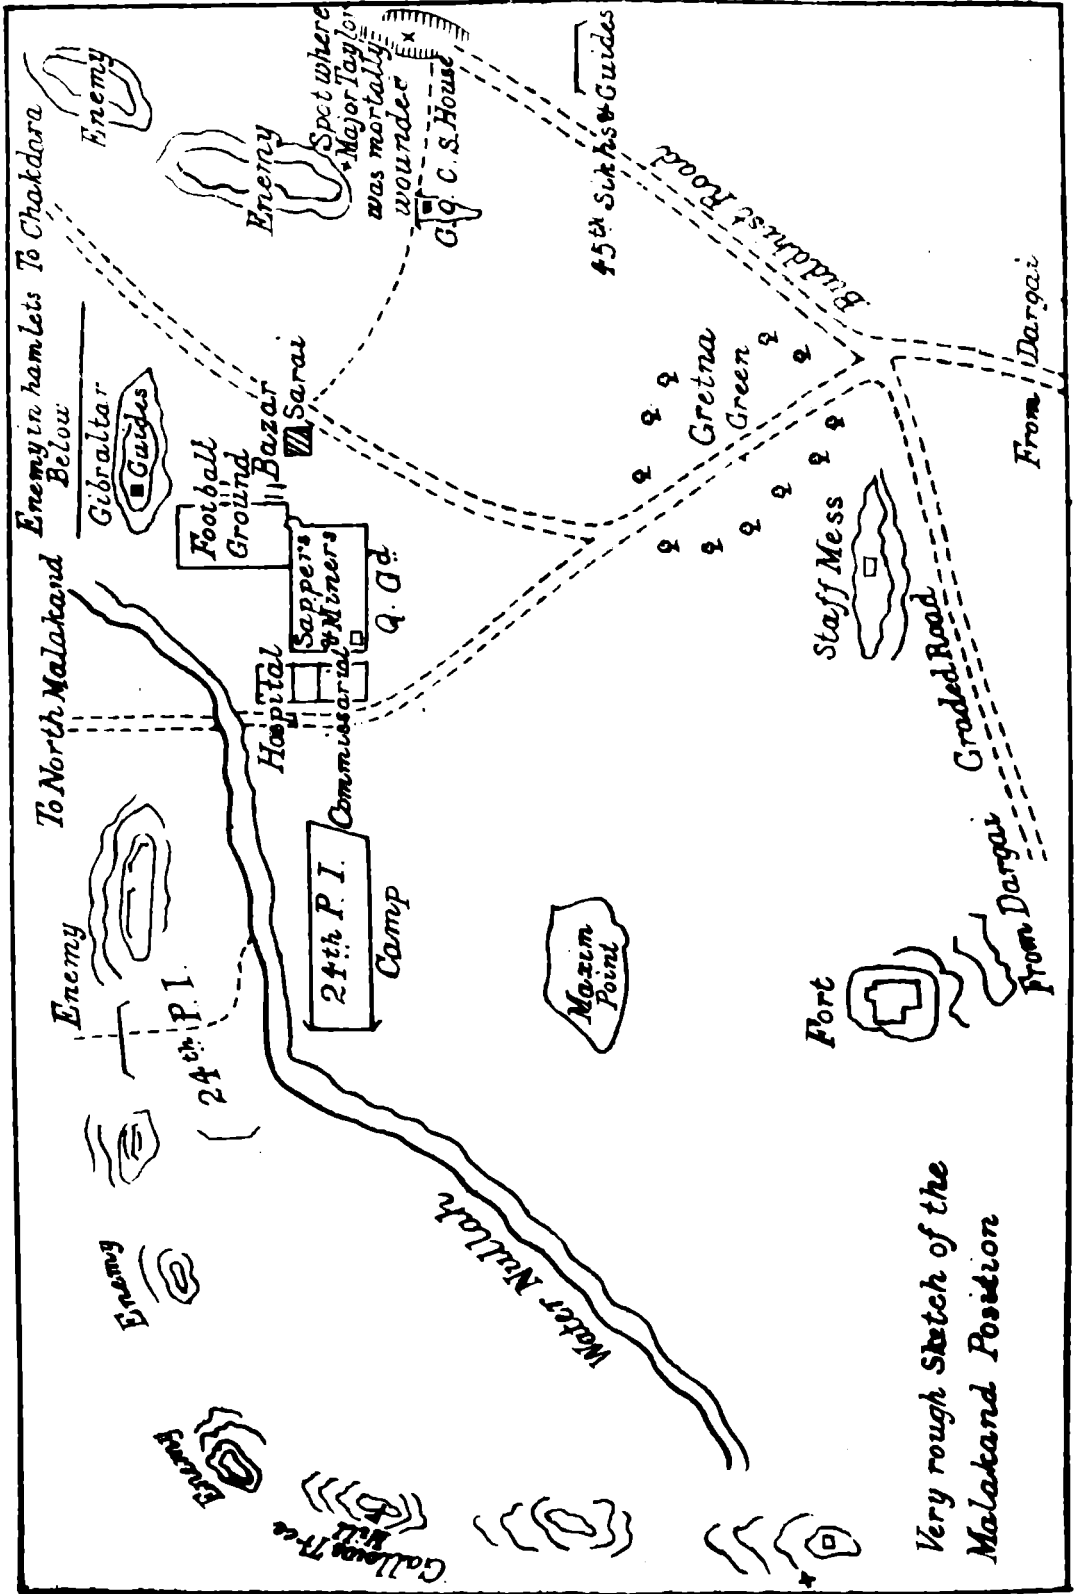 Enemy
Enemy
Enemy
Enemy
Enemy in hamlets
Below
To Chakdara
Enemy
Enemy
To North Malakand
Gibraltar
Guides
24th P.I.
Football
Ground
Bazar
Sarai
Spot where
Major Taylor
was mortally
wounded
x
x
Hospital
Sappers
& Miners
Commissariat
Q. Gd.
24th P. I.
Camp
G. O. C. S. House
Gallows Tree
Hill
Water Nullah
45th Sikhs & Guides
Maxim
Point
Gretna
Green
Buddhist Road
Staff Mess
Fort
Graded Road
From Dargai
From Dargai
x
Very rough Sketch of the
Malakand Position